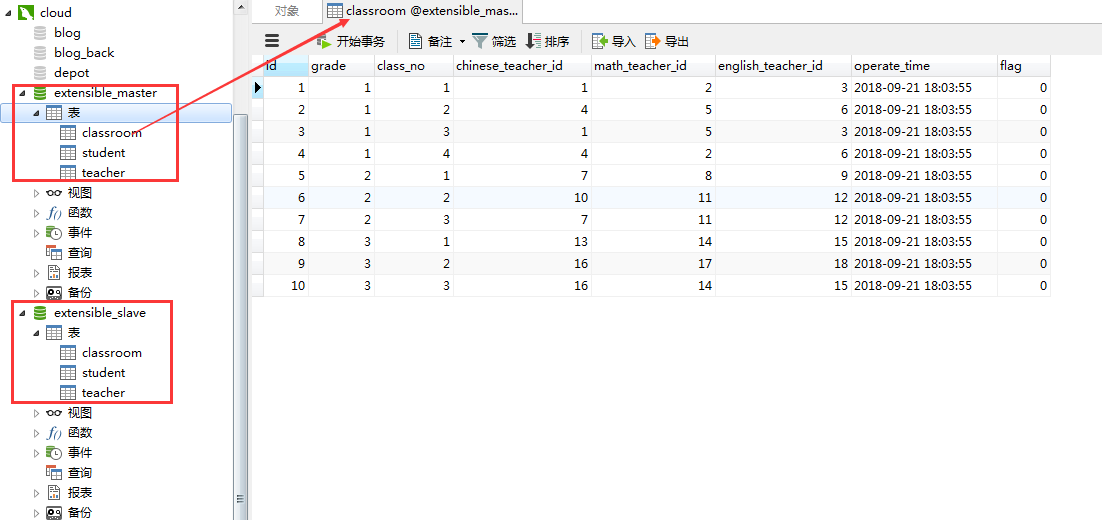 cloud
blog
blog_back
depot
extensible_master
表
classroom
student
teacher
视图
函数
事件
查询
报表
备份
extensible_slave
表
classroom
student
teacher
视图
函数
事件
查询
报表
备份
对象 classroom @extensible_mas...
开始事务 备注 筛选 排序 导入 导出
id grade class_no chinese_teacher_id math_teacher_id english_teacher_id operate_time flag
1 1 1 1 2 3 2018-09-21 18:03:55 0
2 1 2 4 5 6 2018-09-21 18:03:55 0
3 1 3 1 5 3 2018-09-21 18:03:55 0
4 1 4 4 2 6 2018-09-21 18:03:55 0
5 2 1 7 8 9 2018-09-21 18:03:55 0
6 2 2 10 11 12 2018-09-21 18:03:55 0
7 2 3 7 11 12 2018-09-21 18:03:55 0
8 3 1 13 14 15 2018-09-21 18:03:55 0
9 3 2 16 17 18 2018-09-21 18:03:55 0
10 3 3 16 14 15 2018-09-21 18:03:55 0